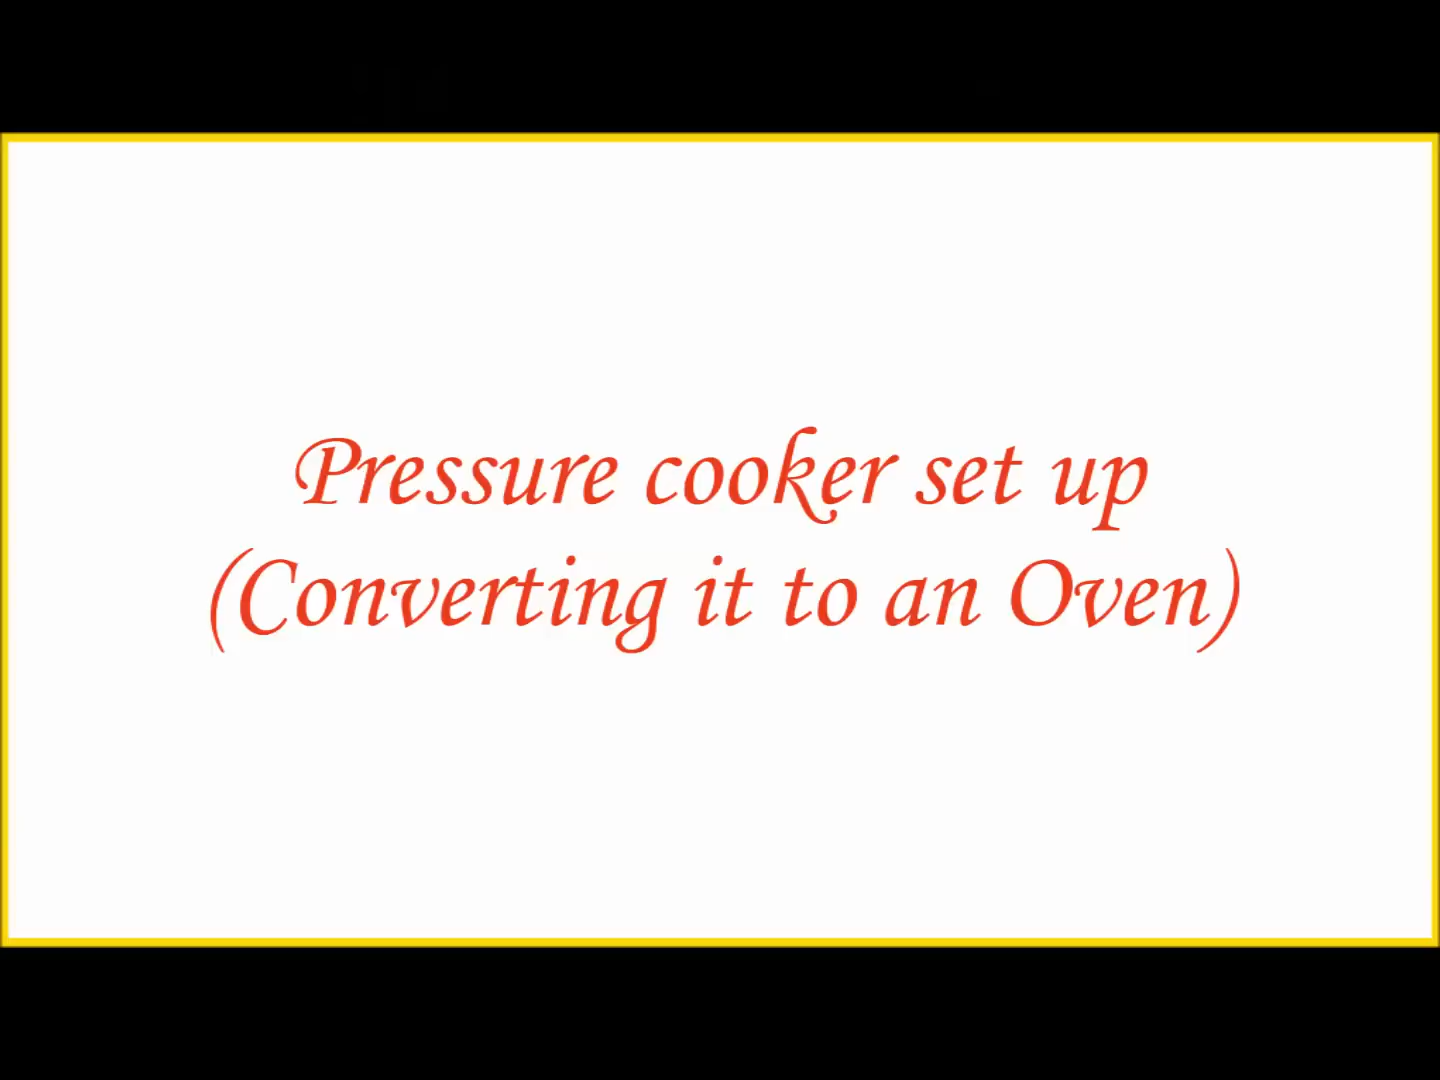 Pressure cooker set up
(Converting it to an Oven)